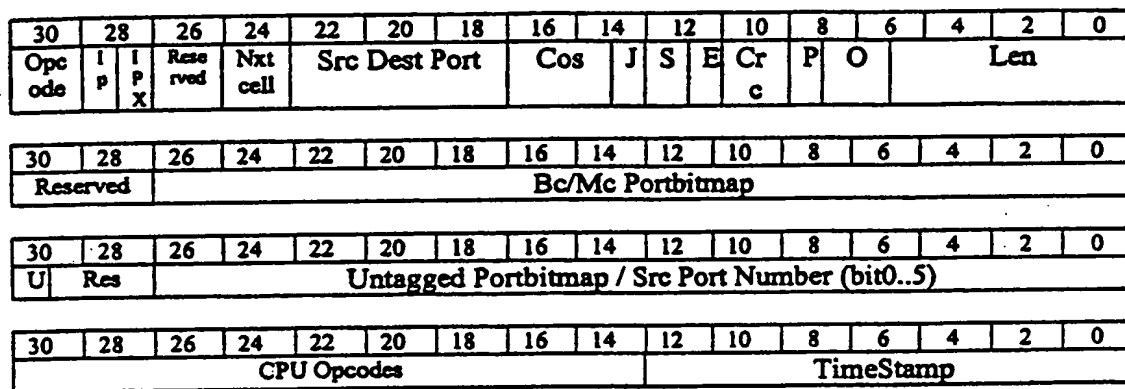 30 28 26 24 22 20 18 16 14 12 10 8 6 4 2 0
Opc ode I P I P X Rese rved Nxt cell Src Dest Port Cos J S E Cr c P O Len
30 28 26 24 22 20 18 16 14 12 10 8 6 4 2 0
Reserved Bc/Mc Portbitmap
30 28 26 24 22 20 18 16 14 12 10 8 6 4 2 0
U Res Untagged Portbitmap / Src Port Number (bit0..5)
30 28 26 24 22 20 18 16 14 12 10 8 6 4 2 0
CPU Opcodes TimeStamp